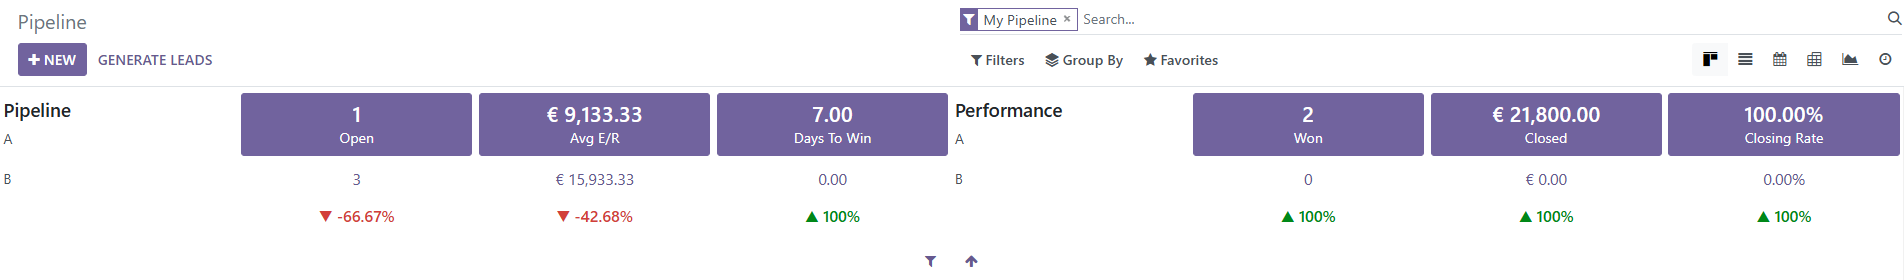 Pipeline
My Pipeline × Search...
+ NEW GENERATE LEADS
Filters Group By Favorites
Pipeline
A
1
Open
€ 9,133.33
Avg E/R
7.00
Days To Win
B
3
€ 15,933.33
0.00
▼ -66.67%
▼ -42.68%
▲ 100%
Performance
A
2
Won
€ 21,800.00
Closed
100.00%
Closing Rate
B
0
€ 0.00
0.00%
▲ 100%
▲ 100%
▲ 100%